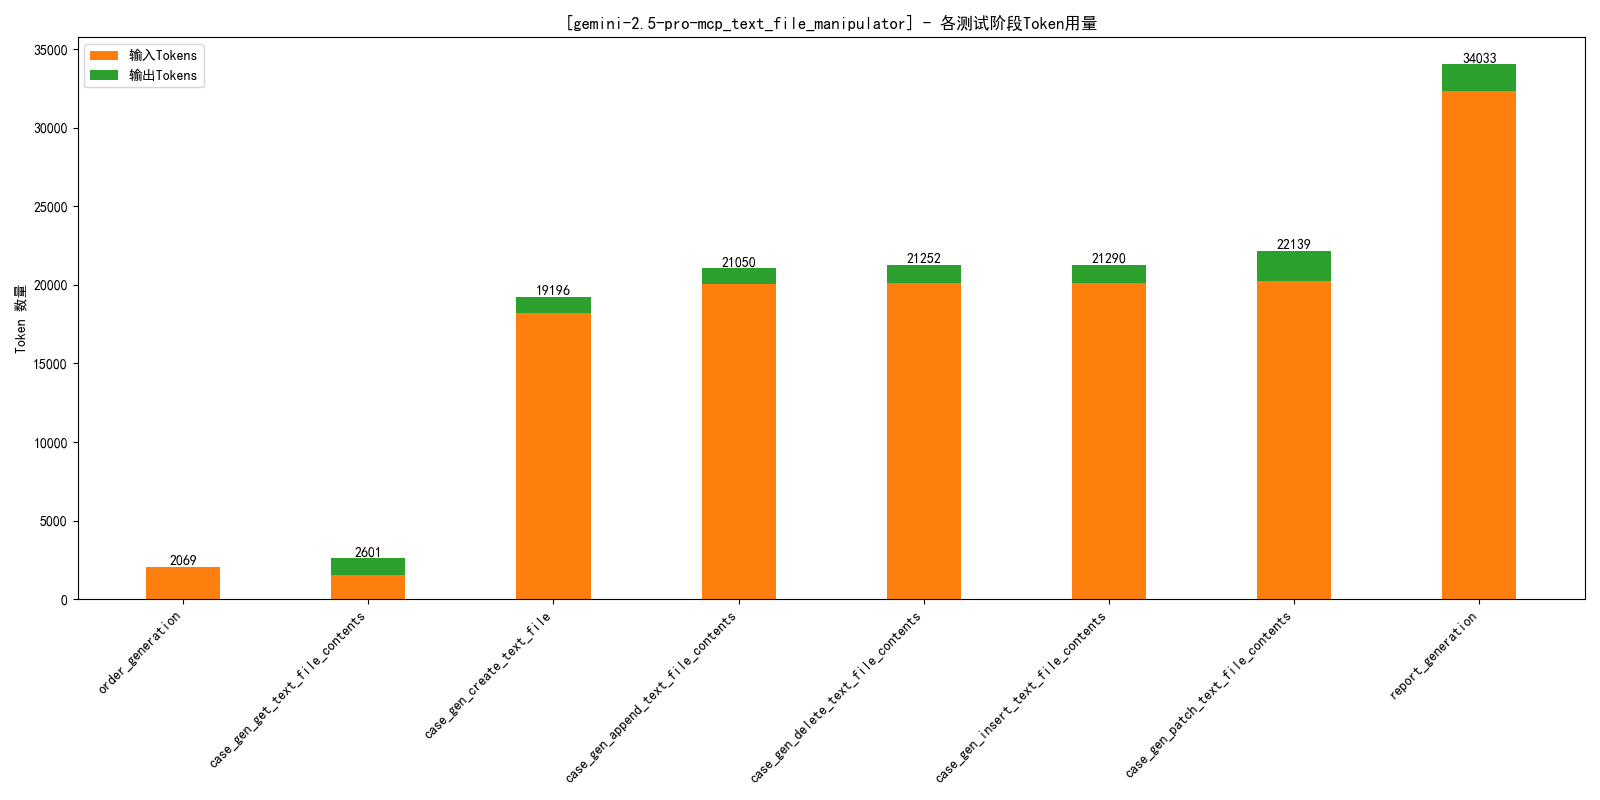 [gemini-2.5-pro-mcp_text_file_manipulator] - 各测试阶段Token用量
输入Tokens
输出Tokens
Token 数量
35000
30000
25000
20000
15000
10000
5000
0
2069
2601
19196
21050
21252
21290
22139
34033
order_generation
case_gen_get_text_file_contents
case_gen_create_text_file
case_gen_append_text_file_contents
case_gen_delete_text_file_contents
case_gen_insert_text_file_contents
case_gen_patch_text_file_contents
report_generation